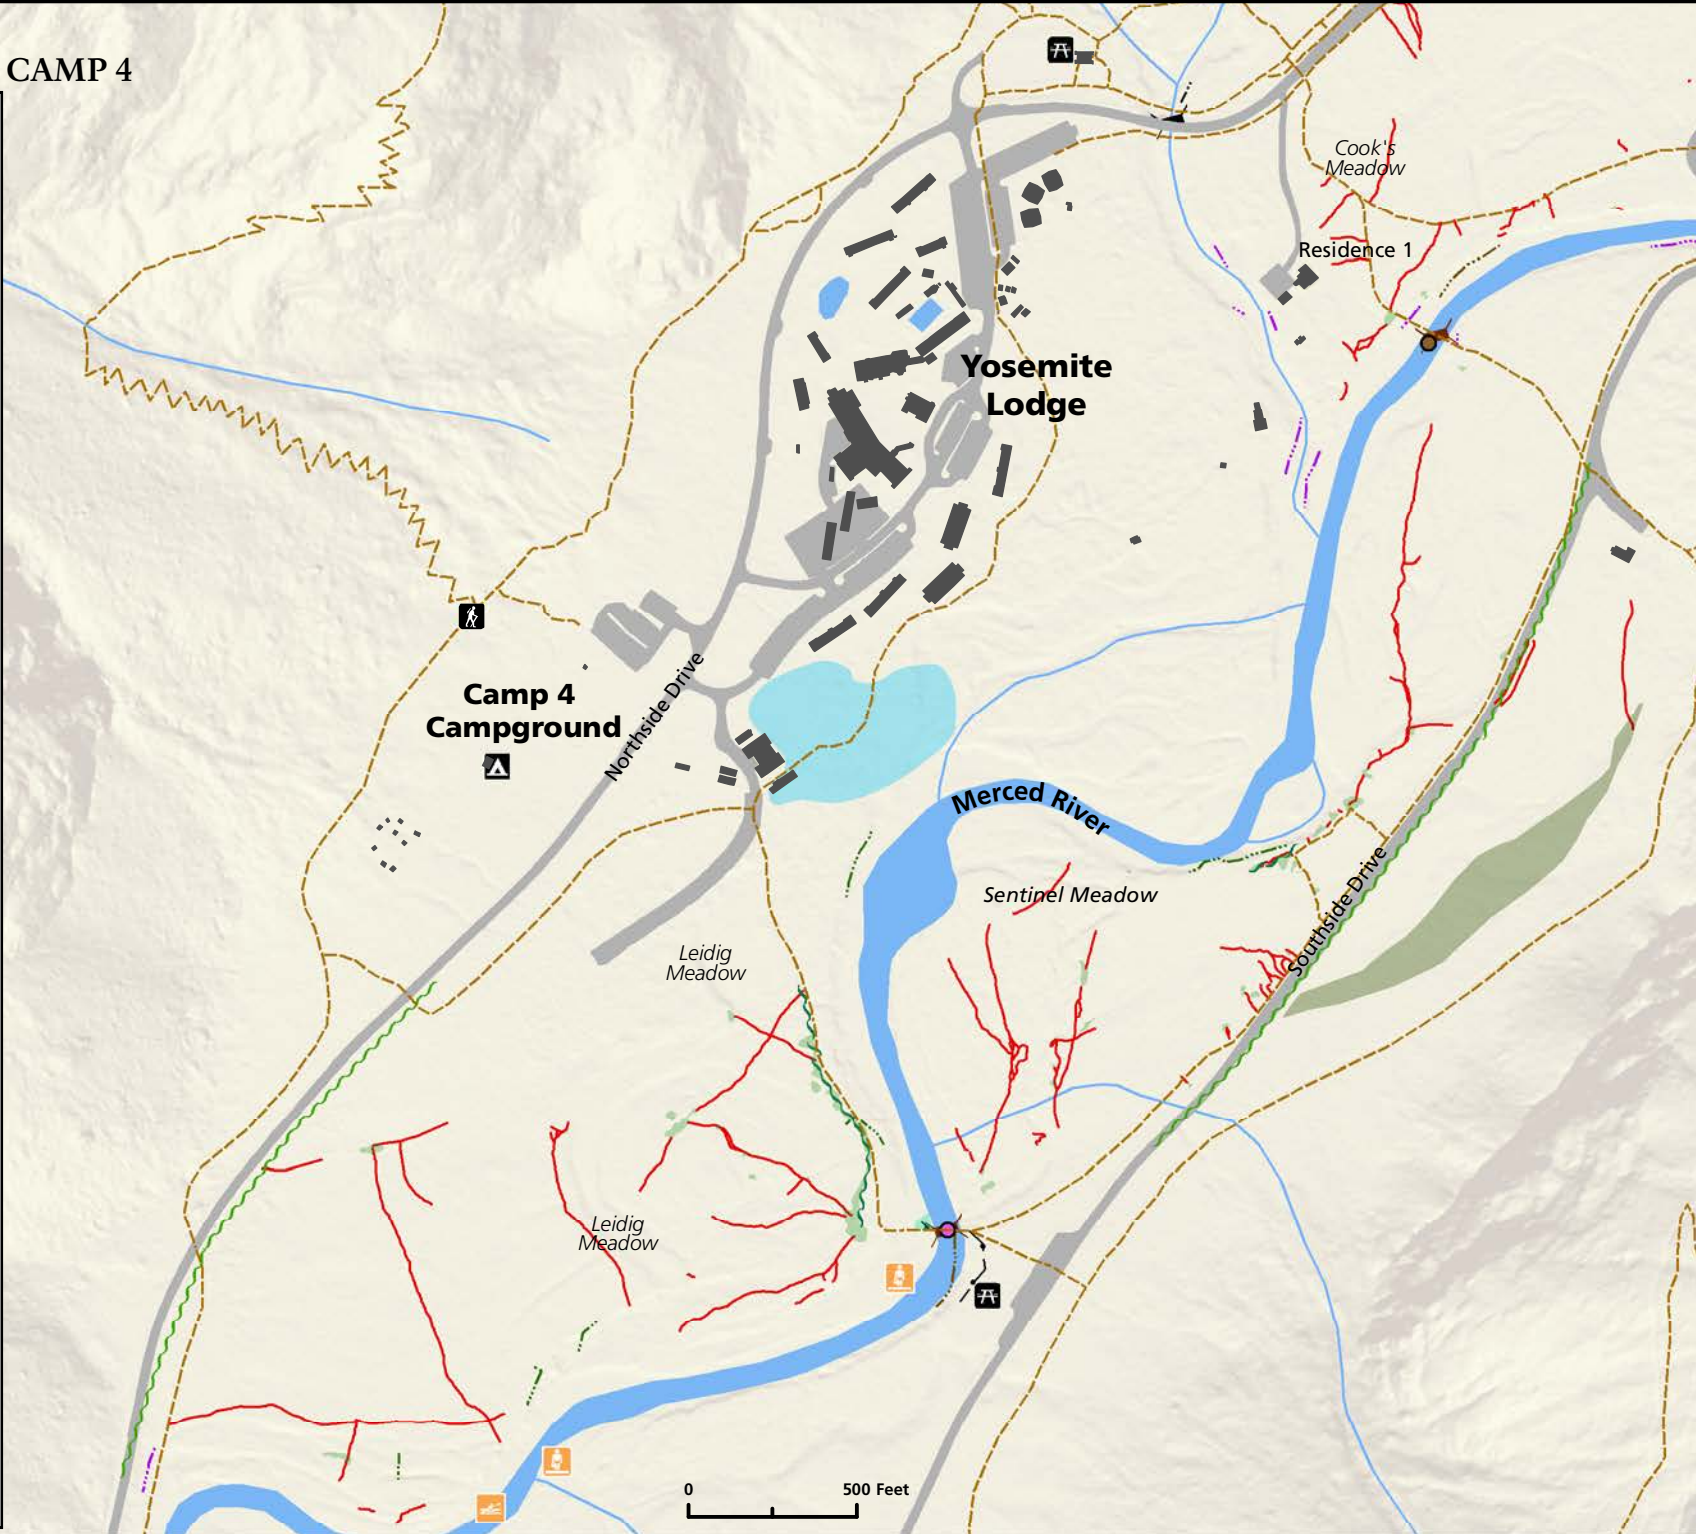 CAMP 4
Cook's
Meadow
Residence 1
Yosemite
Lodge
Camp 4
Campground
Northside Drive
Merced River
Sentinel Meadow
Southside Drive
Leidig
Meadow
Leidig
Meadow
0 500 Feet